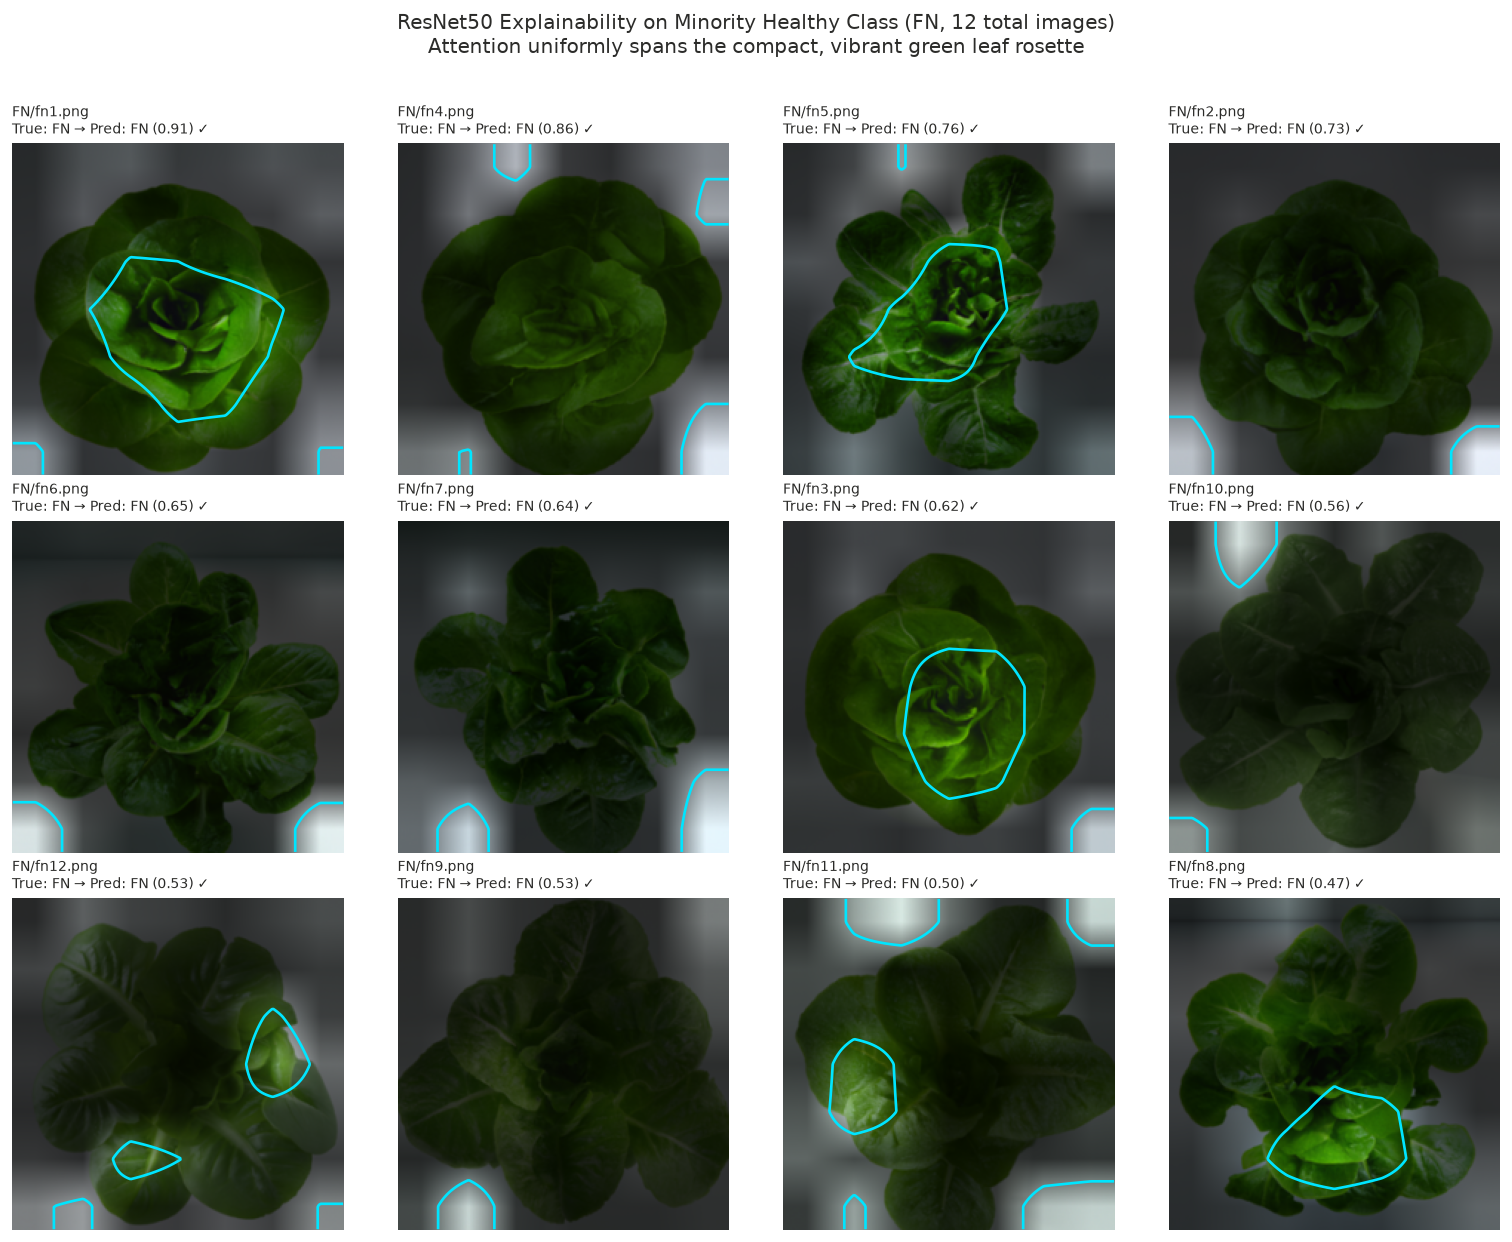 ResNet50 Explainability on Minority Healthy Class (FN, 12 total images)
Attention uniformly spans the compact, vibrant green leaf rosette
FN/fn1.png
True: FN → Pred: FN (0.91) ✓
FN/fn4.png
True: FN → Pred: FN (0.86) ✓
FN/fn5.png
True: FN → Pred: FN (0.76) ✓
FN/fn2.png
True: FN → Pred: FN (0.73) ✓
FN/fn6.png
True: FN → Pred: FN (0.65) ✓
FN/fn7.png
True: FN → Pred: FN (0.64) ✓
FN/fn3.png
True: FN → Pred: FN (0.62) ✓
FN/fn10.png
True: FN → Pred: FN (0.56) ✓
FN/fn12.png
True: FN → Pred: FN (0.53) ✓
FN/fn9.png
True: FN → Pred: FN (0.53) ✓
FN/fn11.png
True: FN → Pred: FN (0.50) ✓
FN/fn8.png
True: FN → Pred: FN (0.47) ✓